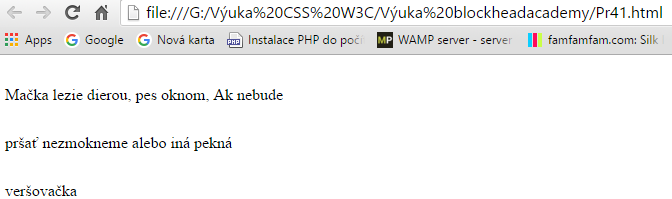 file:///G:/Výuka%20CSS%20W3C/Výuka%20blockheadacademy/Pr41.html
Apps Google Google Nová karta Instalace PHP do poč WAMP server - server famfamfam.com: Silk
Mačka lezie dierou, pes oknom, Ak nebude
pršať nezmokneme alebo iná pekná
veršovačka